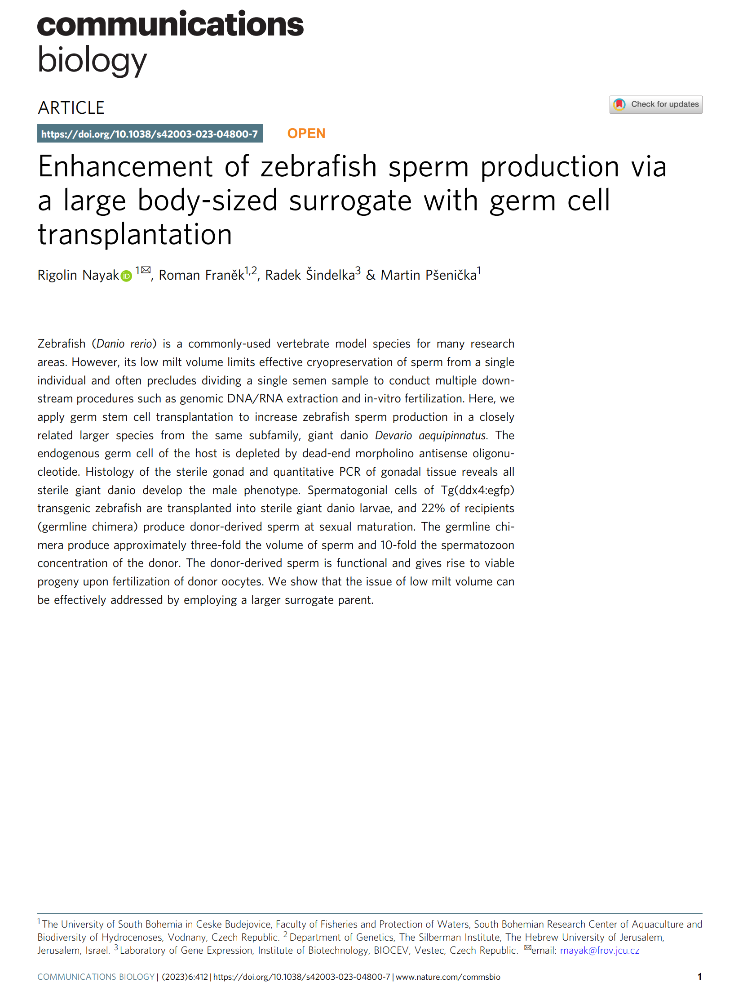 communications
biology
ARTICLE
Check for updates
https://doi.org/10.1038/s42003-023-04800-7
OPEN
Enhancement of zebrafish sperm production via
a large body-sized surrogate with germ cell
transplantation
Rigolin Nayak iD 1✉, Roman Franěk1,2, Radek Šindelka3 & Martin Pšenička1
Zebrafish (Danio rerio) is a commonly-used vertebrate model species for many research
areas. However, its low milt volume limits effective cryopreservation of sperm from a single
individual and often precludes dividing a single semen sample to conduct multiple down-
stream procedures such as genomic DNA/RNA extraction and in-vitro fertilization. Here, we
apply germ stem cell transplantation to increase zebrafish sperm production in a closely
related larger species from the same subfamily, giant danio Devario aequipinnatus. The
endogenous germ cell of the host is depleted by dead-end morpholino antisense oligonu-
cleotide. Histology of the sterile gonad and quantitative PCR of gonadal tissue reveals all
sterile giant danio develop the male phenotype. Spermatogonial cells of Tg(ddx4:egfp)
transgenic zebrafish are transplanted into sterile giant danio larvae, and 22% of recipients
(germline chimera) produce donor-derived sperm at sexual maturation. The germline chi-
mera produce approximately three-fold the volume of sperm and 10-fold the spermatozoon
concentration of the donor. The donor-derived sperm is functional and gives rise to viable
progeny upon fertilization of donor oocytes. We show that the issue of low milt volume can
be effectively addressed by employing a larger surrogate parent.
1 The University of South Bohemia in Ceske Budejovice, Faculty of Fisheries and Protection of Waters, South Bohemian Research Center of Aquaculture and
Biodiversity of Hydrocenoses, Vodnany, Czech Republic. 2 Department of Genetics, The Silberman Institute, The Hebrew University of Jerusalem,
Jerusalem, Israel. 3 Laboratory of Gene Expression, Institute of Biotechnology, BIOCEV, Vestec, Czech Republic. ✉email: rnayak@frov.jcu.cz
COMMUNICATIONS BIOLOGY | (2023)6:412 | https://doi.org/10.1038/s42003-023-04800-7 | www.nature.com/commsbio
1